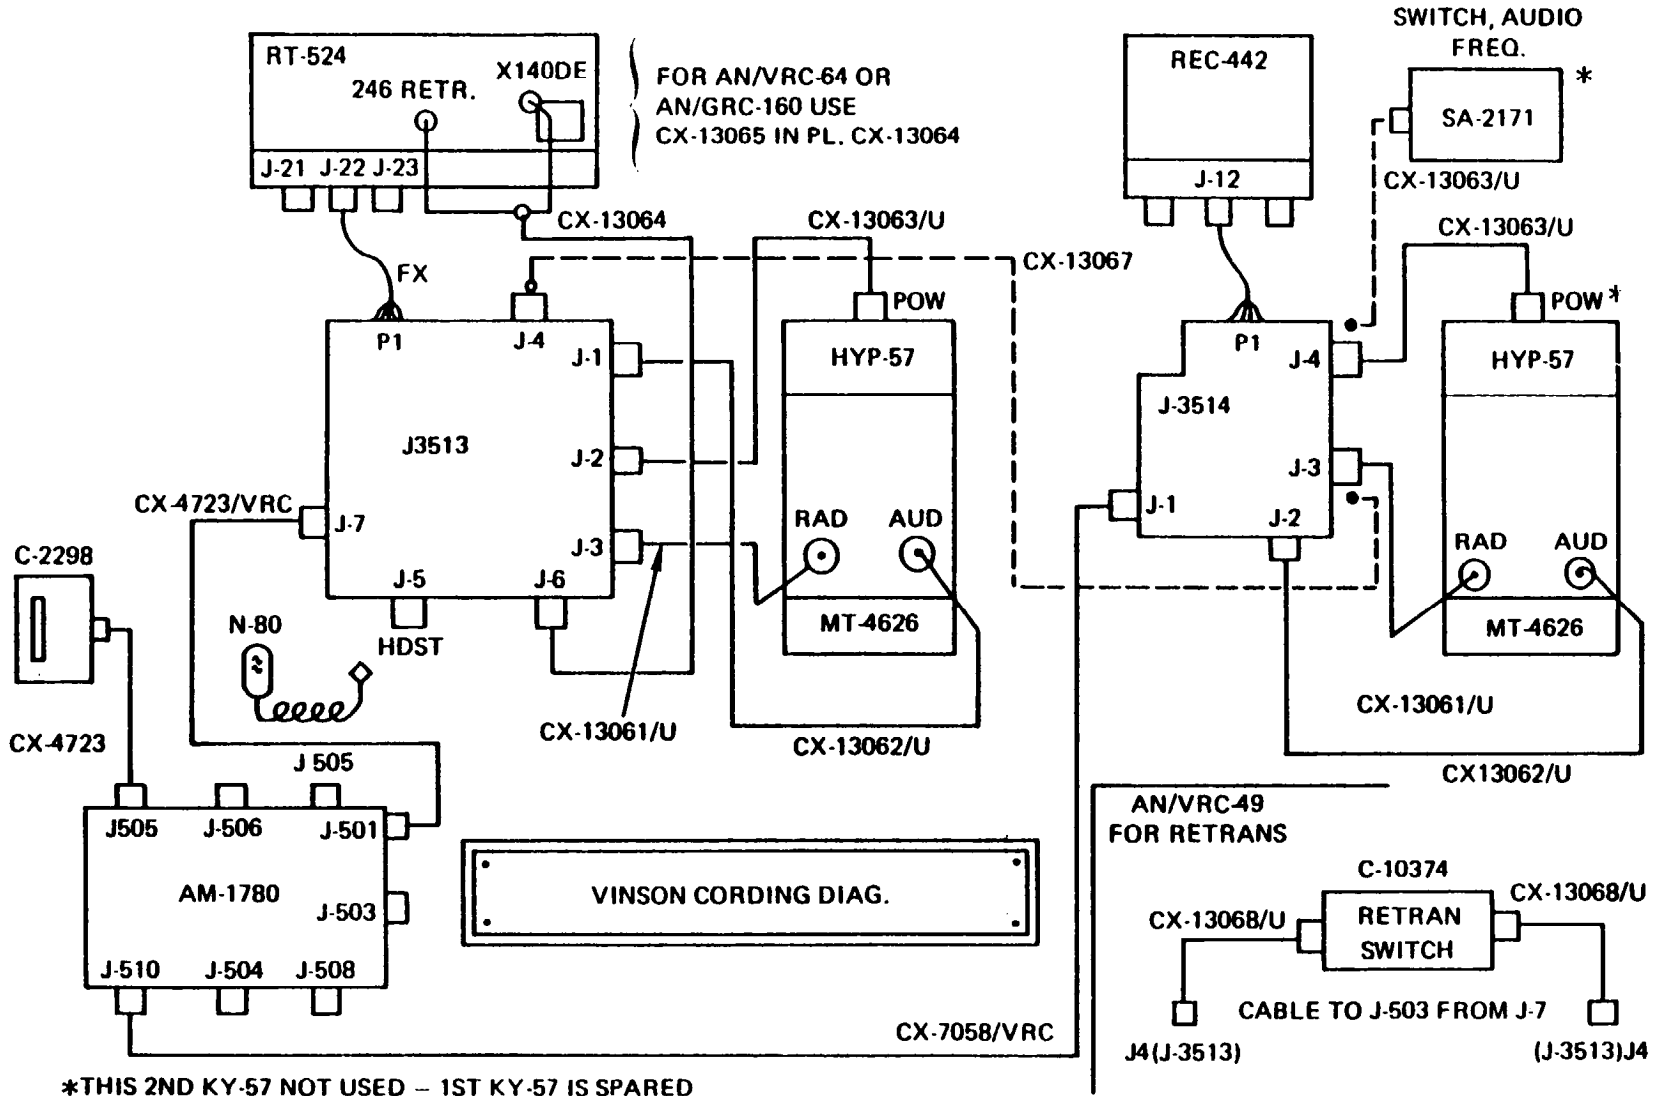 SWITCH, AUDIO
FREQ.
RT-524
X140DE
246 RETR.
J-21 J-22 J-23
FOR AN/VRC-64 OR
AN/GRC-160 USE
CX-13065 IN PL. CX-13064
REC-442
J-12
*
SA-2171
CX-13063/U
CX-13064
CX-13063/U
CX-13063/U
FX
CX-13067
POW
POW*
P1
J-4
J-1
HYP-57
P1
J-4
HYP-57
J-3514
J3513
J-2
J-3
CX-4723/VRC
J-7
J-1
J-2
RAD AUD
RAD AUD
J-3
C-2298
J-5
J-6
N-80
HDST
MT-4626
MT-4626
CX-13061/U
CX-13061/U
CX-13062/U
CX-4723
J 505
CX13062/U
J505
J-506
J-501
AM-1780
J-503
J-510
J-504
J-508
VINSON CORDING DIAG.
AN/VRC-49
FOR RETRANS
C-10374
CX-13068/U
CX-13068/U
RETRAN
SWITCH
CABLE TO J-503 FROM J-7
CX-7058/VRC
J4(J-3513)
(J-3513)J4
*THIS 2ND KY-57 NOT USED – 1ST KY-57 IS SPARED